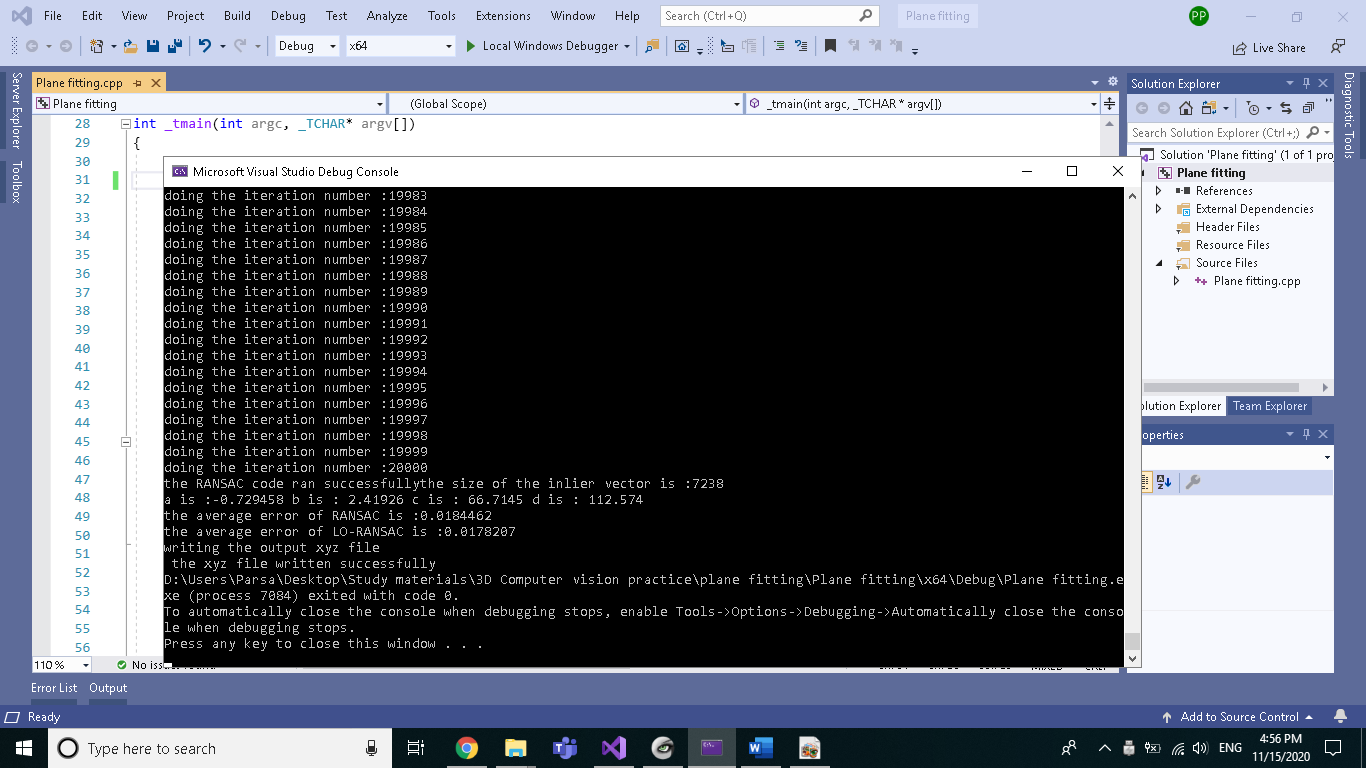 File Edit View Project Build Debug Test Analyze Tools Extensions Window Help Search (Ctrl+Q) Plane fitting PP
Debug x64 Local Windows Debugger Live Share
Server Explorer
Toolbox
Plane fitting.cpp
Plane fitting (Global Scope) _tmain(int argc, _TCHAR * argv[])
28 int _tmain(int argc, _TCHAR* argv[])
29 {
30
31
32
33
34
35
36
37
38
39
40
41
42
43
44
45
46
47
48
49
50
51
52
53
54
55
56
Microsoft Visual Studio Debug Console
doing the iteration number :19983
doing the iteration number :19984
doing the iteration number :19985
doing the iteration number :19986
doing the iteration number :19987
doing the iteration number :19988
doing the iteration number :19989
doing the iteration number :19990
doing the iteration number :19991
doing the iteration number :19992
doing the iteration number :19993
doing the iteration number :19994
doing the iteration number :19995
doing the iteration number :19996
doing the iteration number :19997
doing the iteration number :19998
doing the iteration number :19999
doing the iteration number :20000
the RANSAC code ran successfullythe size of the inlier vector is :7238
a is :-0.729458 b is : 2.41926 c is : 66.7145 d is : 112.574
the average error of RANSAC is :0.0184462
the average error of LO-RANSAC is :0.0178207
writing the output xyz file
the xyz file written successfully
D:\Users\Parsa\Desktop\Study materials\3D Computer vision practice\plane fitting\Plane fitting\x64\Debug\Plane fitting.e
xe (process 7084) exited with code 0.
To automatically close the console when debugging stops, enable Tools->Options->Debugging->Automatically close the conso
le when debugging stops.
Press any key to close this window . . .
Solution Explorer
Search Solution Explorer (Ctrl+;)
Solution 'Plane fitting' (1 of 1 pro
Plane fitting
References
External Dependencies
Header Files
Resource Files
Source Files
Plane fitting.cpp
olution Explorer Team Explorer
operties
Diagnostic Tools
110 %
Error List Output
Ready Add to Source Control
Type here to search
ENG
4:56 PM
11/15/2020